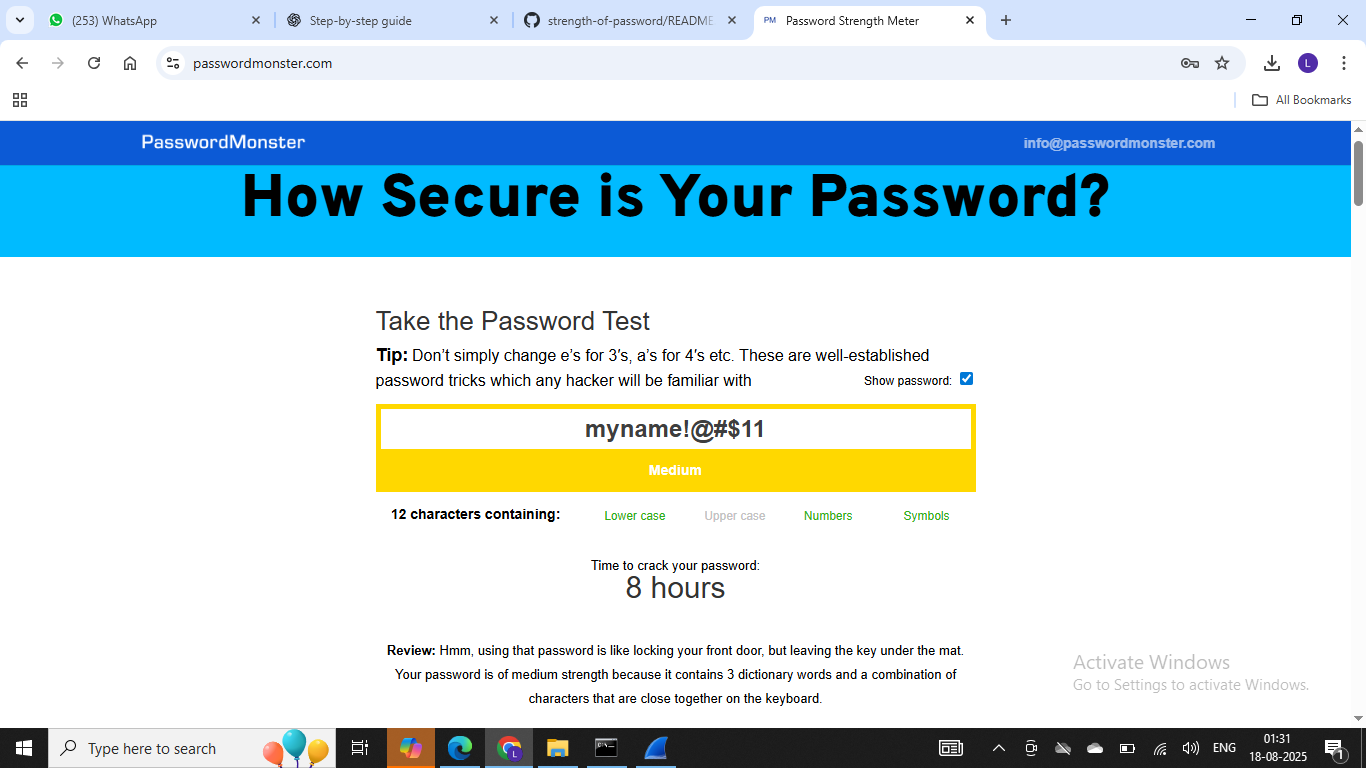 (253) WhatsApp
Step-by-step guide
strength-of-password/README
PM Password Strength Meter
passwordmonster.com
L
All Bookmarks
PasswordMonster
info@passwordmonster.com
How Secure is Your Password?
Take the Password Test
Tip: Don’t simply change e’s for 3′s, a’s for 4′s etc. These are well-established
password tricks which any hacker will be familiar with
Show password:
myname!@#$11
Medium
12 characters containing:
Lower case
Upper case
Numbers
Symbols
Time to crack your password:
8 hours
Review: Hmm, using that password is like locking your front door, but leaving the key under the mat.
Your password is of medium strength because it contains 3 dictionary words and a combination of
characters that are close together on the keyboard.
Activate Windows
Go to Settings to activate Windows.
Type here to search
ENG
01:31
18-08-2025
1